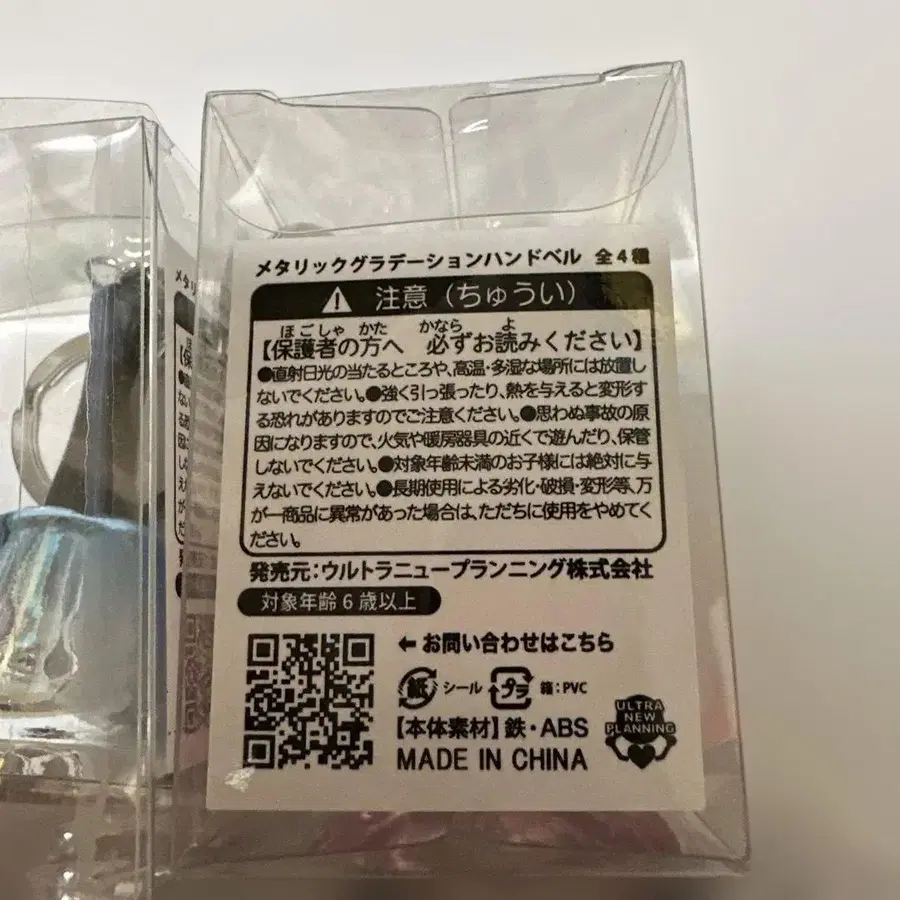 メタリックグラデーションハンドベル 全4種
注意（ちゅうい）
ほごしゃ かた かなら よ
【保護者の方へ 必ずお読みください】
●直射日光の当たるところや、高温・多湿な場所には放置し
ないでください。●強く引っ張ったり、熱を与えると変形す
る恐れがありますのでご注意ください。●思わぬ事故の原
因になりますので、火気や暖房器具の近くで遊んだり、保管
しないでください。●対象年齢未満のお子様には絶対に与
えないでください。●長期使用による劣化・破損・変形等、万
が一商品に異常があった場合は、ただちに使用をやめてく
ださい。
発売元:ウルトラニュープランニング株式会社
対象年齢6歳以上
← お問い合わせはこちら
紙 シール プラ 箱:PVC
【本体素材】鉄・ABS
MADE IN CHINA
ULTRA
NEW
PLANNING
メタリ